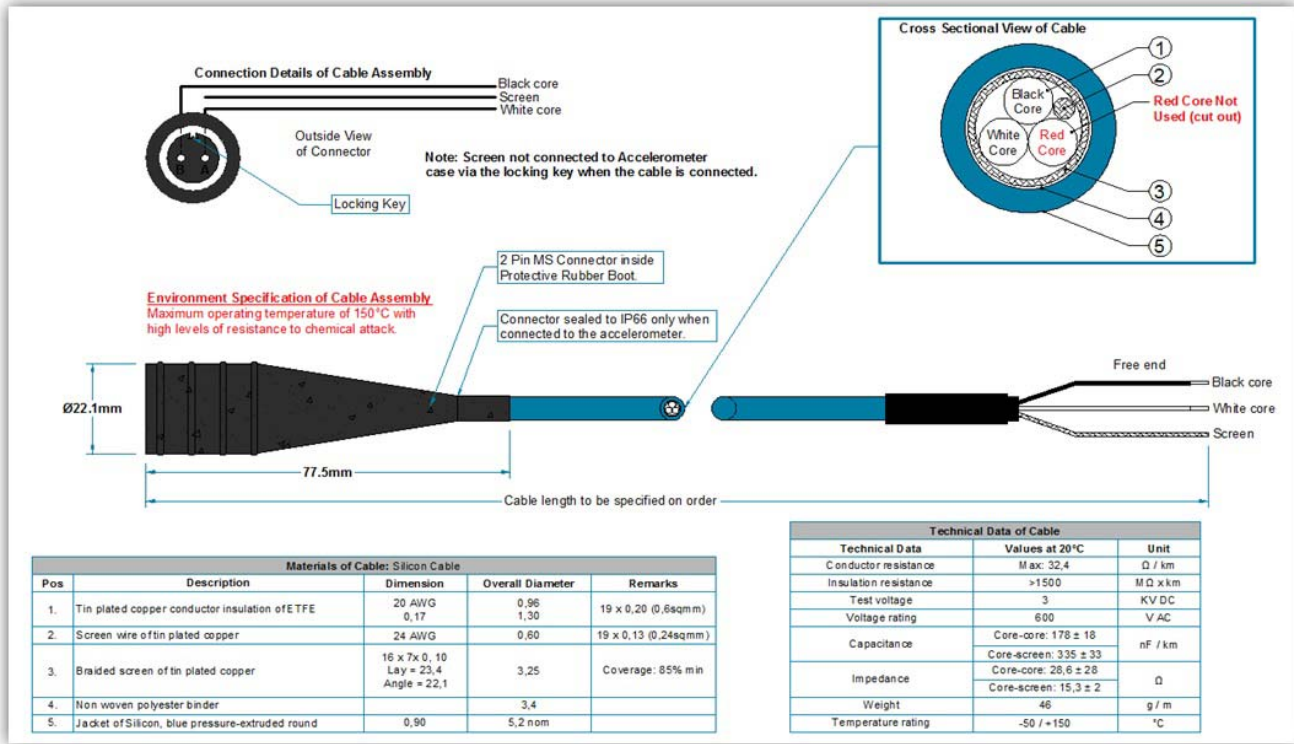 Connection Details of Cable Assembly
Black core
Screen
White core
Outside View
of Connector
B A
Locking Key
Note: Screen not connected to Accelerometer
case via the locking key when the cable is connected.
Cross Sectional View of Cable
1
2
Black
Core
White
Core
Red
Core
Red Core Not
Used (cut out)
3
4
5
2 Pin MS Connector inside
Protective Rubber Boot.
Environment Specification of Cable Assembly
Maximum operating temperature of 150°C with
high levels of resistance to chemical attack.
Connector sealed to IP66 only when
connected to the accelerometer.
Free end
Black core
White core
Screen
Ø22.1mm
77.5mm
Cable length to be specified on order
Materials of Cable: Silicon Cable
Pos Description Dimension Overall Diameter Remarks
1. Tin plated copper conductor insulation of ETFE 20 AWG 0,96 19 x 0,20 (0,6sqmm)
0,17 1,30
2. Screen wire of tin plated copper 24 AWG 0,60 19 x 0,13 (0,24sqmm)
3. Braided screen of tin plated copper 16 x 7x 0, 10 3,25 Coverage: 85% min
Lay = 23,4
Angle = 22,1
4. Non woven polyester binder 3,4
5. Jacket of Silicon, blue pressure-extruded round 0,90 5,2 nom
Technical Data of Cable
Technical Data Values at 20°C Unit
Conductor resistance Max: 32,4 Ω / km
Insulation resistance >1500 M Ω x km
Test voltage 3 KV DC
Voltage rating 600 V AC
Capacitance Core-core: 178 ± 18 nF / km
Core-screen: 335 ± 33
Impedance Core-core: 28,6 ± 28 Ω
Core-screen: 15,3 ± 2
Weight 46 g / m
Temperature rating -50 / +150 °C